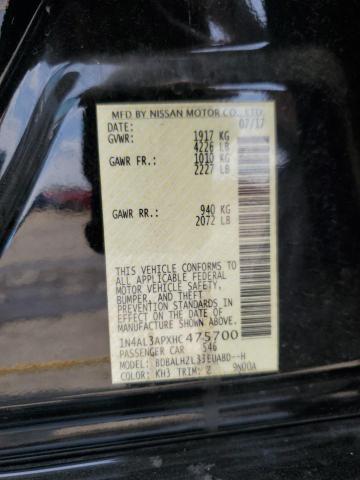 MFD BY NISSAN MOTOR CO., LTD
DATE: 07/17
GVWR: 1917 KG
4226 LB
GAWR FR.: 1010 KG
2227 LB
GAWR RR.: 940 KG
2072 LB
THIS VEHICLE CONFORMS TO
ALL APPLICABLE FEDERAL
MOTOR VEHICLE SAFETY,
BUMPER, AND THEFT
PREVENTION STANDARDS IN
EFFECT ON THE DATE OF
MANUFACTURE SHOWN ABOVE.
1N4AL3APXHC475700
PASSENGER CAR 546
MODEL: BDBALHZL33EUABD--H
COLOR: KH3 TRIM: Z 9N00A